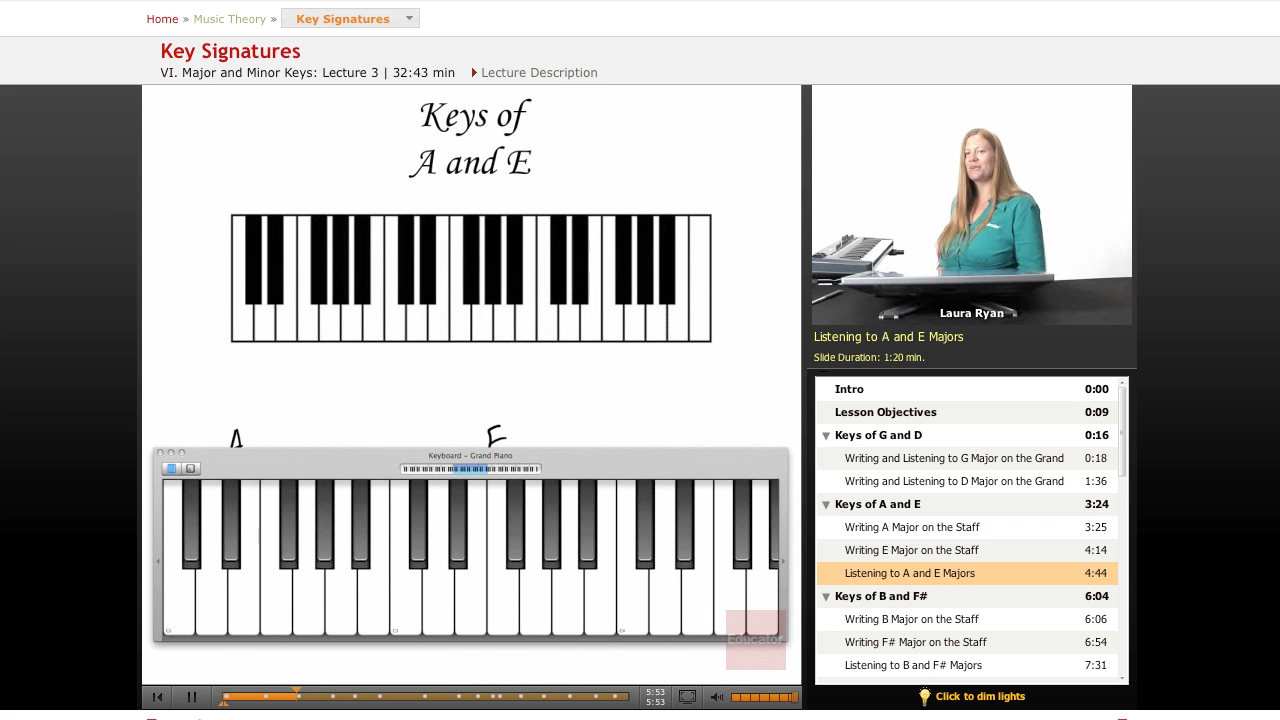 Home » Music Theory » Key Signatures
Key Signatures
VI. Major and Minor Keys: Lecture 3 | 32:43 min Lecture Description
Keys of
A and E
A E
Keyboard – Grand Piano
C2 C3 C4
Educator
5:53
5:53
Laura Ryan
Listening to A and E Majors
Slide Duration: 1:20 min.
Intro 0:00
Lesson Objectives 0:09
Keys of G and D 0:16
Writing and Listening to G Major on the Grand 0:18
Writing and Listening to D Major on the Grand 1:36
Keys of A and E 3:24
Writing A Major on the Staff 3:25
Writing E Major on the Staff 4:14
Listening to A and E Majors 4:44
Keys of B and F# 6:04
Writing B Major on the Staff 6:06
Writing F# Major on the Staff 6:54
Listening to B and F# Majors 7:31
Click to dim lights